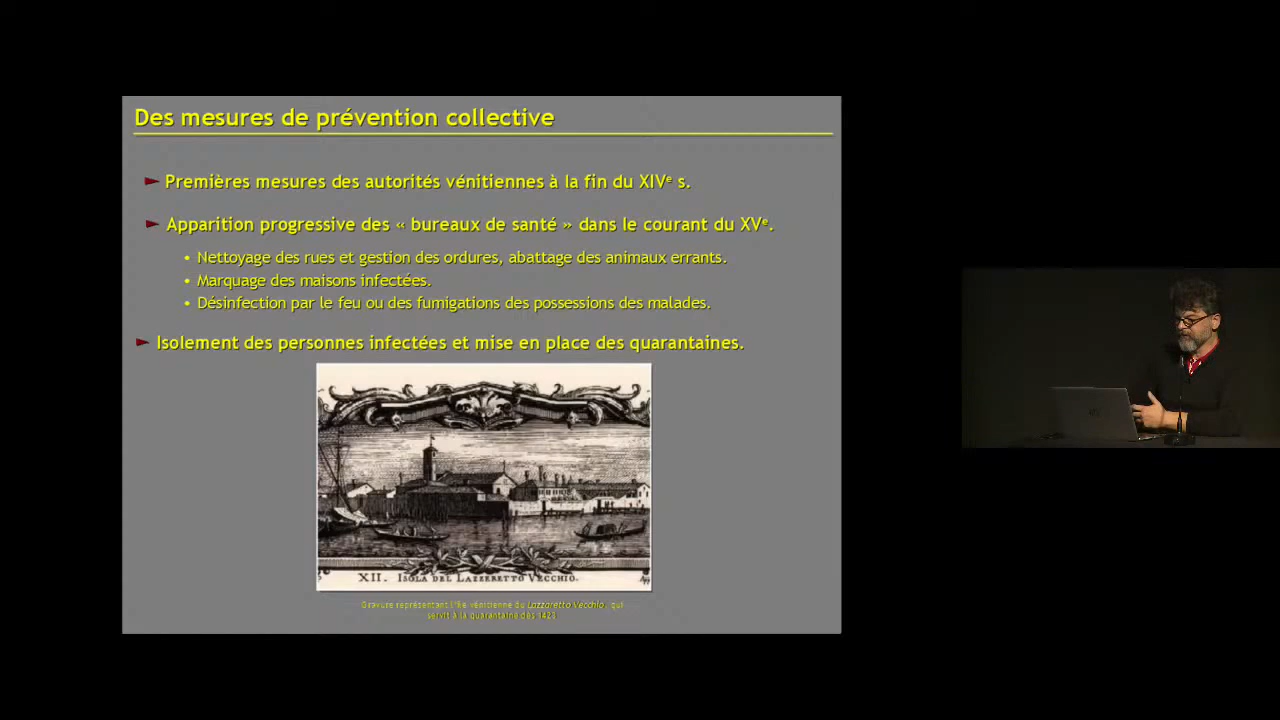 Des mesures de prévention collective
► Premières mesures des autorités vénitiennes à la fin du XIVe s.
► Apparition progressive des « bureaux de santé » dans le courant du XVe.
• Nettoyage des rues et gestion des ordures, abattage des animaux errants.
• Marquage des maisons infectées.
• Désinfection par le feu ou des fumigations des possessions des malades.
► Isolement des personnes infectées et mise en place des quarantaines.
XII. ISOLA DEL LAZZERETTO VECCHIO.
Gravure représentant l'île vénitienne du Lazzaretto Vecchio, qui
servit à la quarantaine dès 1423.